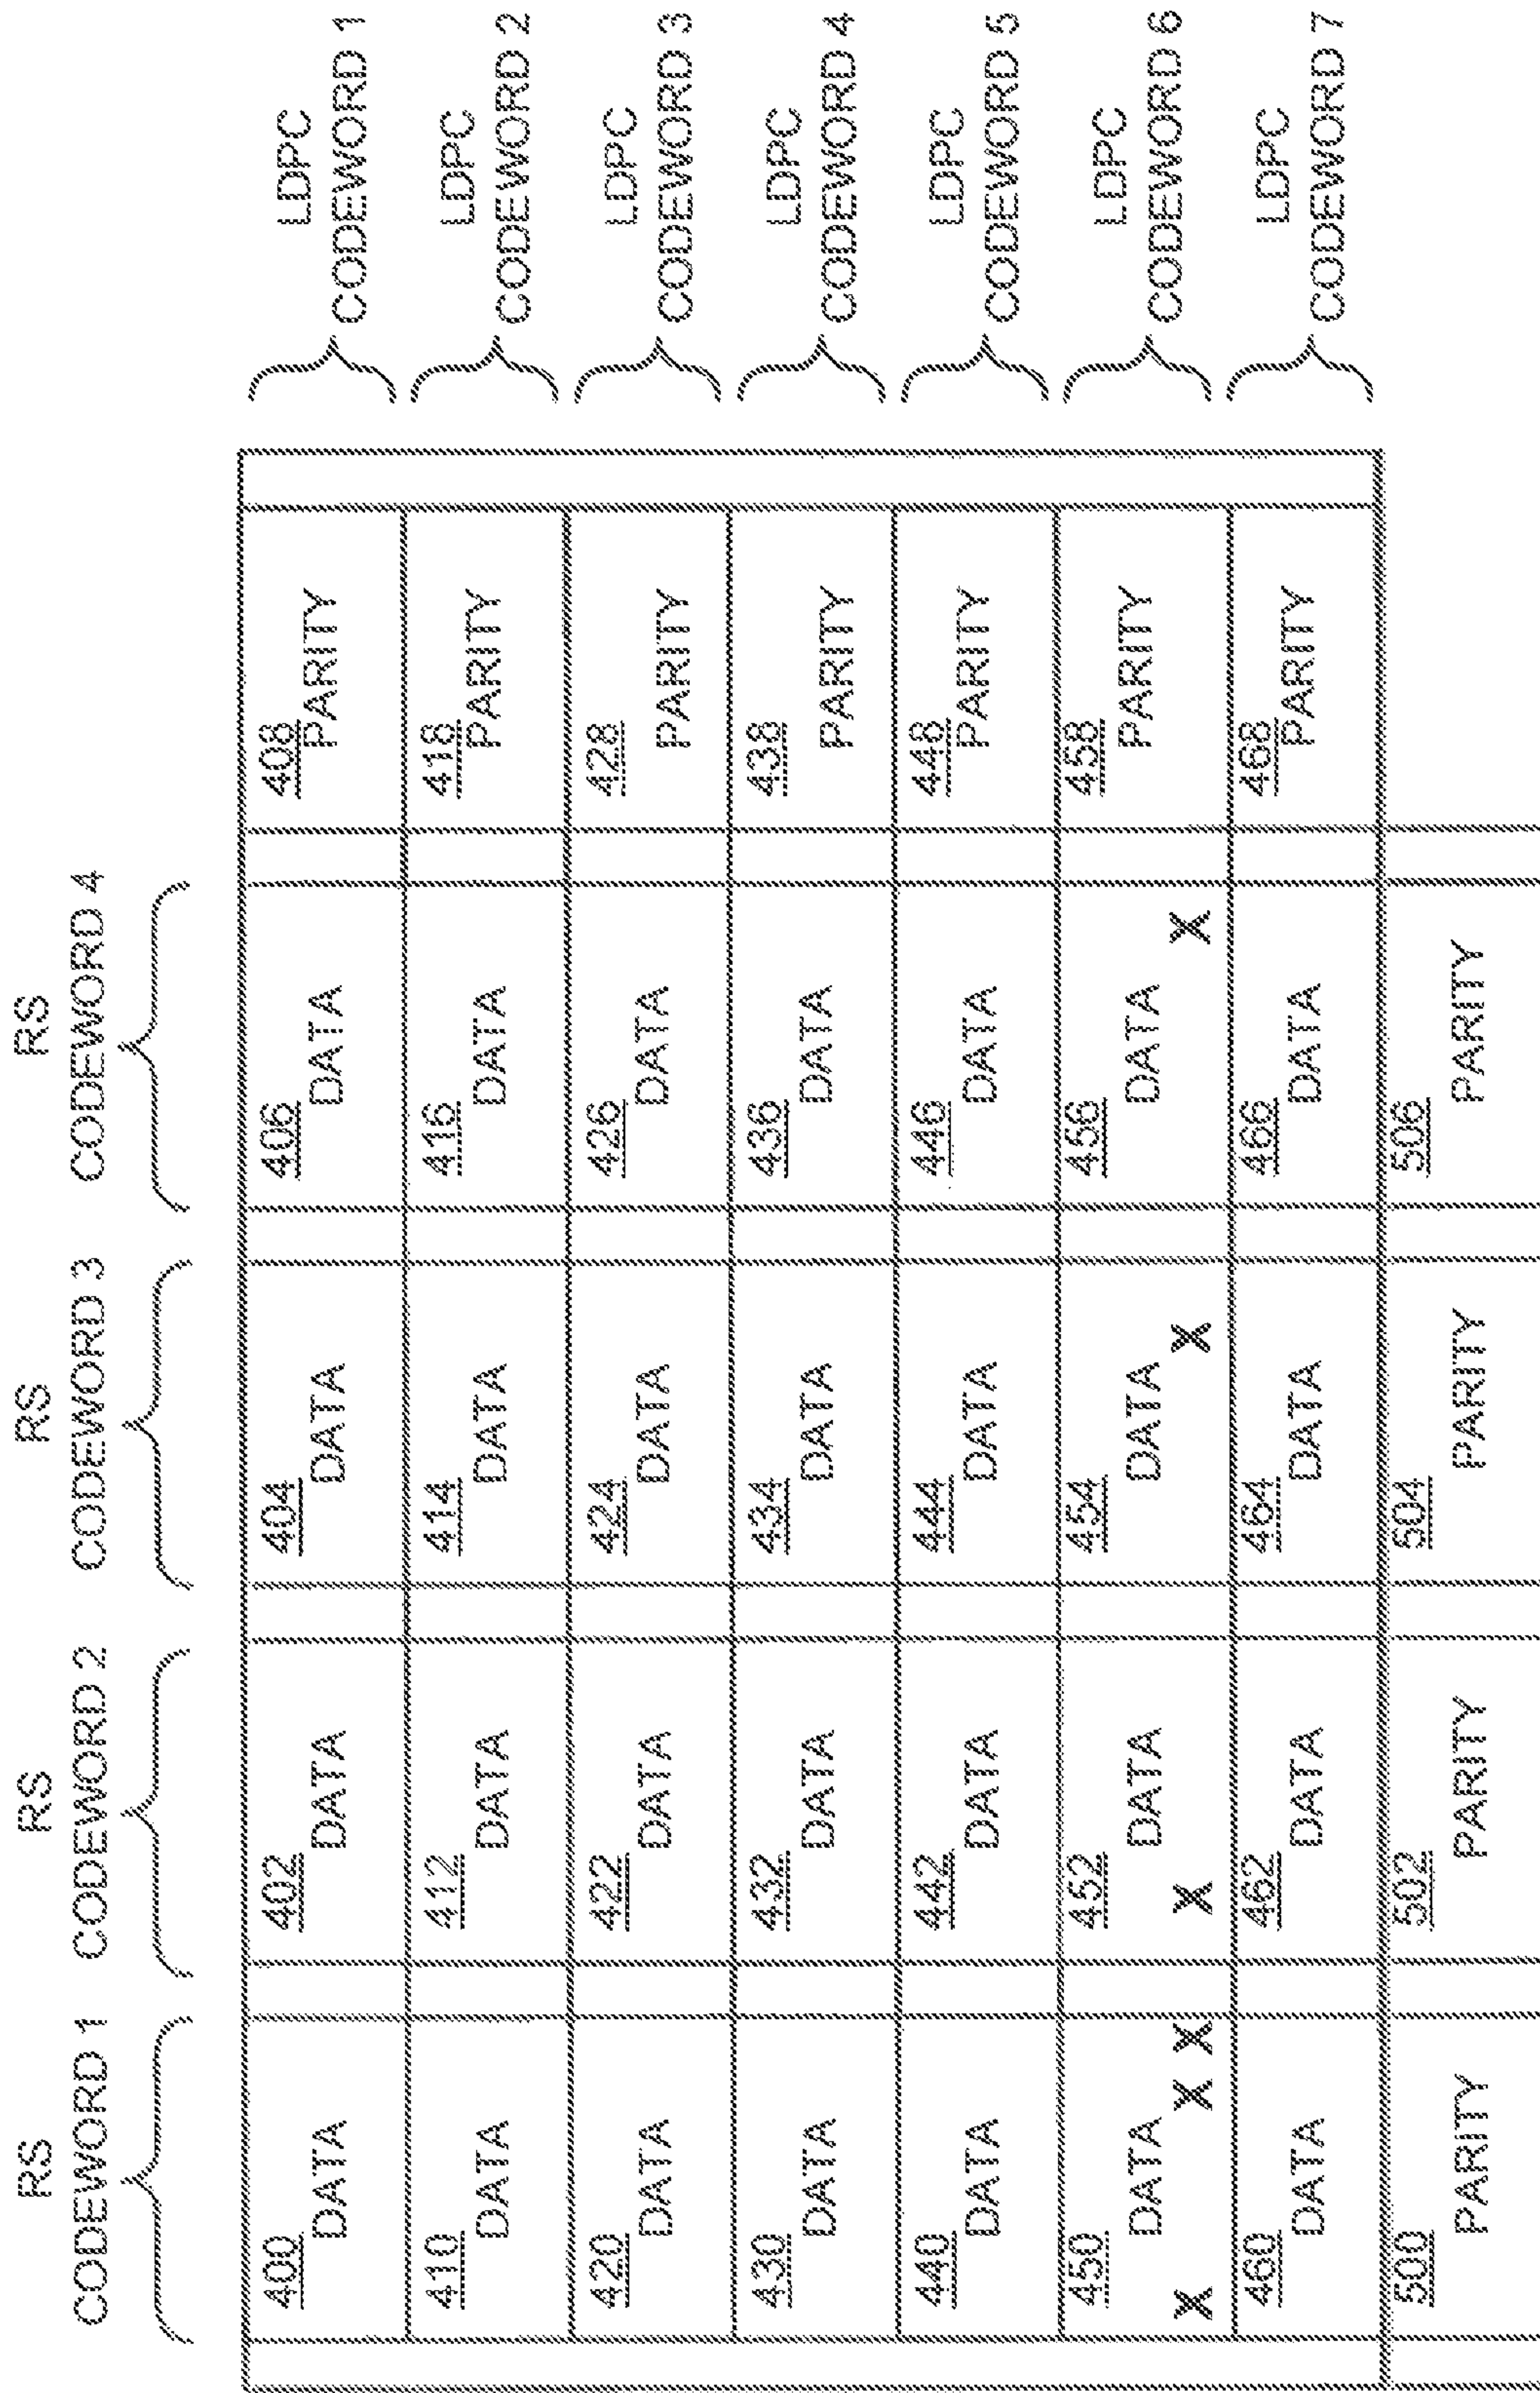 RS
CODEWORD 1
RS
CODEWORD 2
RS
CODEWORD 3
RS
CODEWORD 4
400
DATA
402
DATA
404
DATA
406
DATA
408
PARITY
LDPC
CODEWORD 1
410
DATA
412
DATA
414
DATA
416
DATA
418
PARITY
LDPC
CODEWORD 2
420
DATA
422
DATA
424
DATA
426
DATA
428
PARITY
LDPC
CODEWORD 3
430
DATA
432
DATA
434
DATA
436
DATA
438
PARITY
LDPC
CODEWORD 4
440
DATA
442
DATA
444
DATA
446
DATA
448
PARITY
LDPC
CODEWORD 5
450
DATA
X X X
452
DATA
X
454
DATA
X
456
DATA
X
458
PARITY
LDPC
CODEWORD 6
460
DATA
462
DATA
464
DATA
466
DATA
468
PARITY
LDPC
CODEWORD 7
500
PARITY
502
PARITY
504
PARITY
506
PARITY